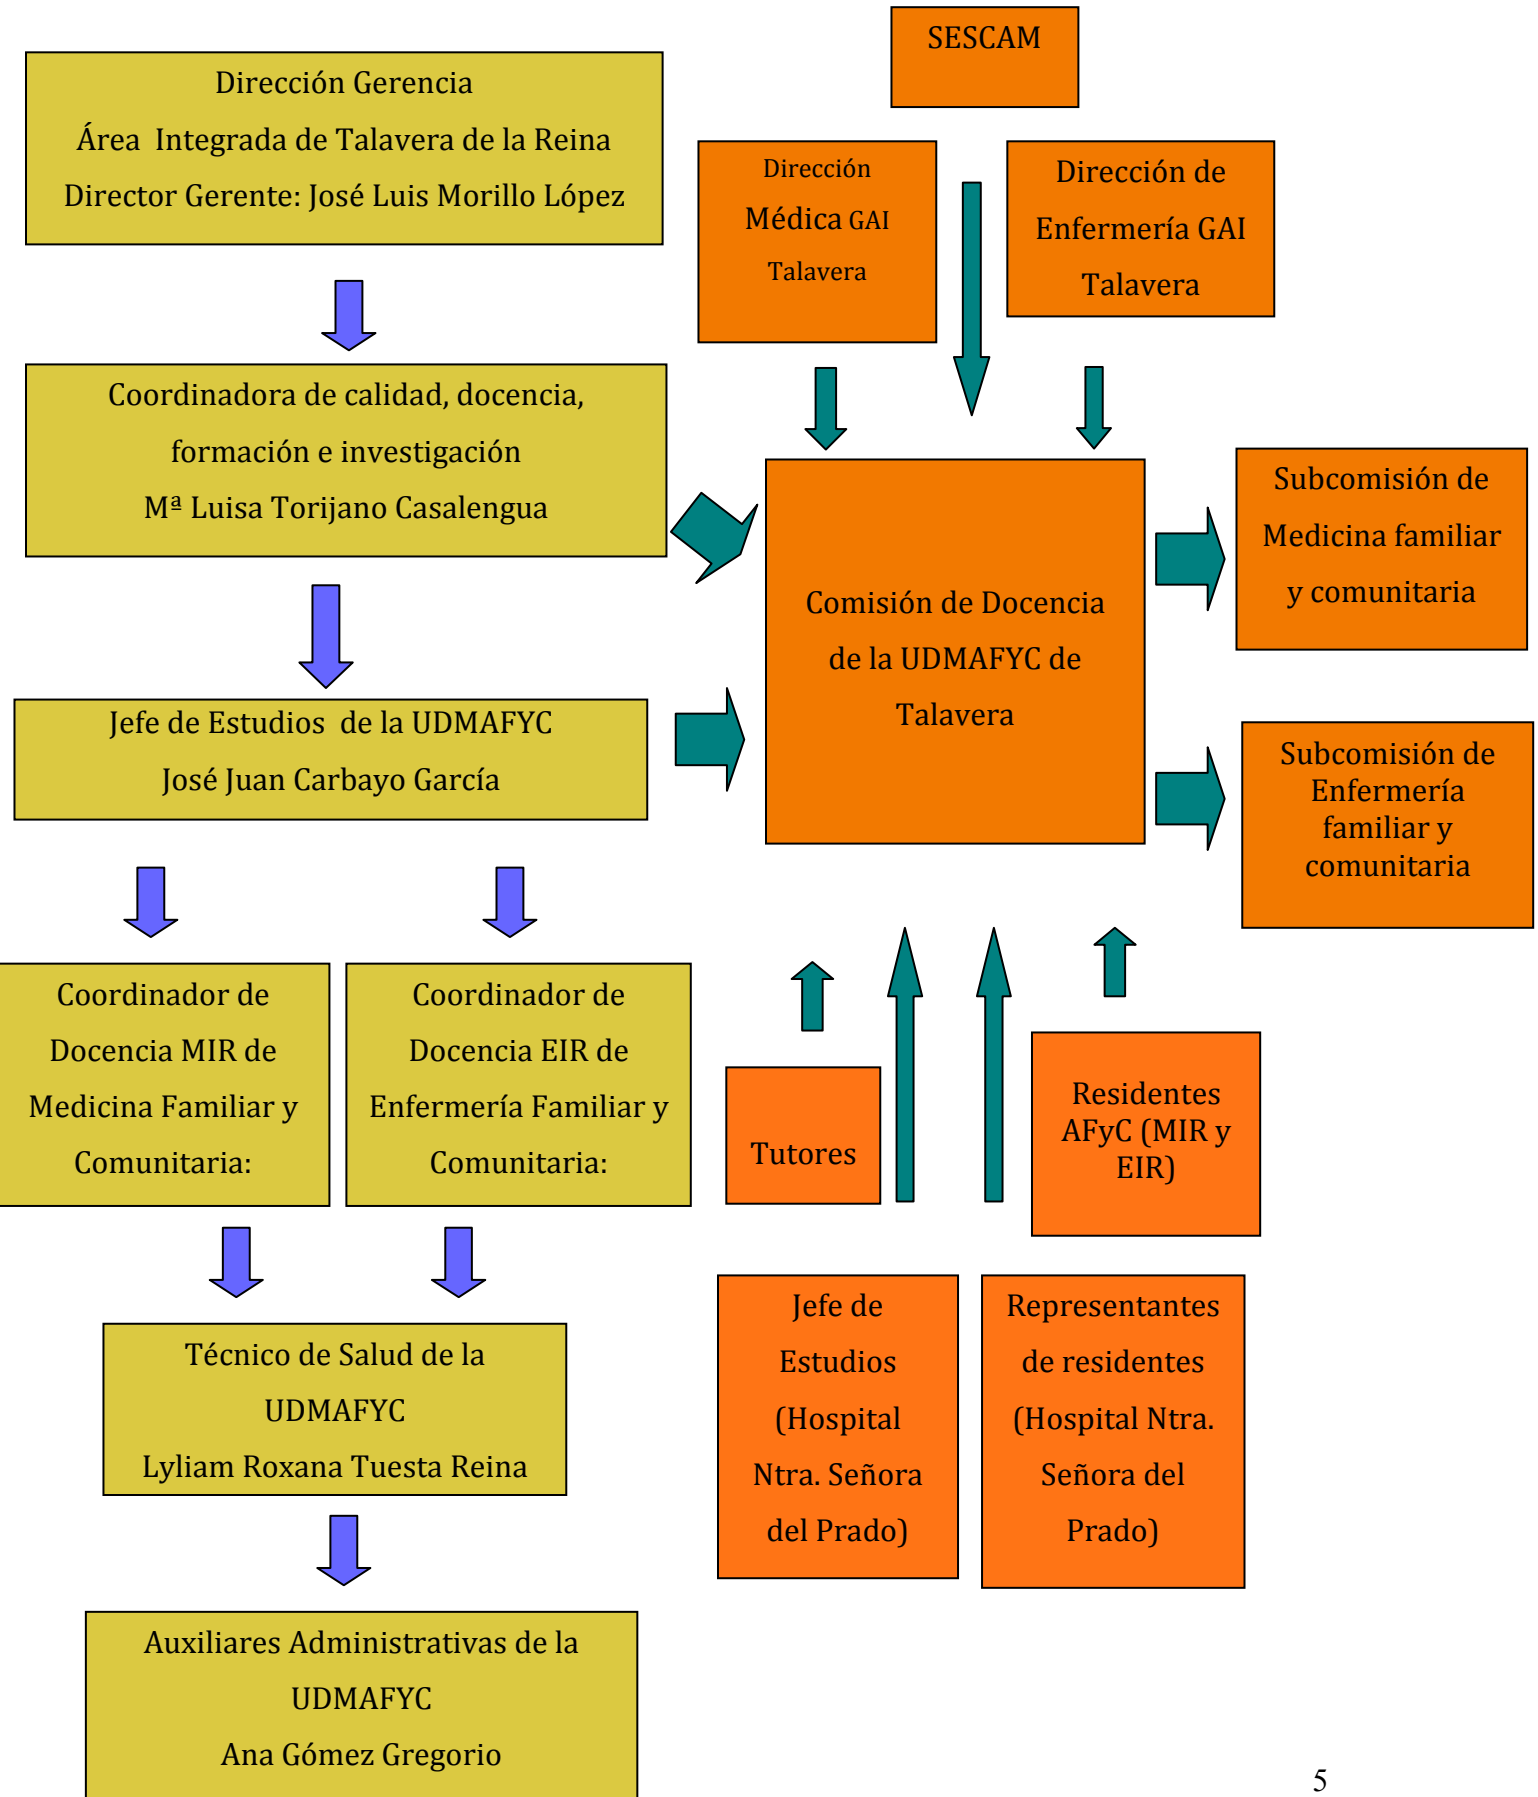 SESCAM
Dirección Gerencia
Área  Integrada de Talavera de la Reina
Director Gerente: José Luis Morillo López
Dirección
Médica GAI
Talavera
Dirección de
Enfermería GAI
Talavera
Coordinadora de calidad, docencia,
formación e investigación
Mª Luisa Torijano Casalengua
Jefe de Estudios  de la UDMAFYC
José Juan Carbayo García
Comisión de Docencia
de la UDMAFYC de
Talavera
Subcomisión de
Medicina familiar
y comunitaria
Subcomisión de
Enfermería
familiar y
comunitaria
Coordinador de
Docencia MIR de
Medicina Familiar y
Comunitaria:
Coordinador de
Docencia EIR de
Enfermería Familiar y
Comunitaria:
Tutores
Residentes
AFyC (MIR y
EIR)
Jefe de
Estudios
(Hospital
Ntra. Señora
del Prado)
Representantes
de residentes
(Hospital Ntra.
Señora del
Prado)
Técnico de Salud de la
UDMAFYC
Lyliam Roxana Tuesta Reina
Auxiliares Administrativas de la
UDMAFYC
Ana Gómez Gregorio
5